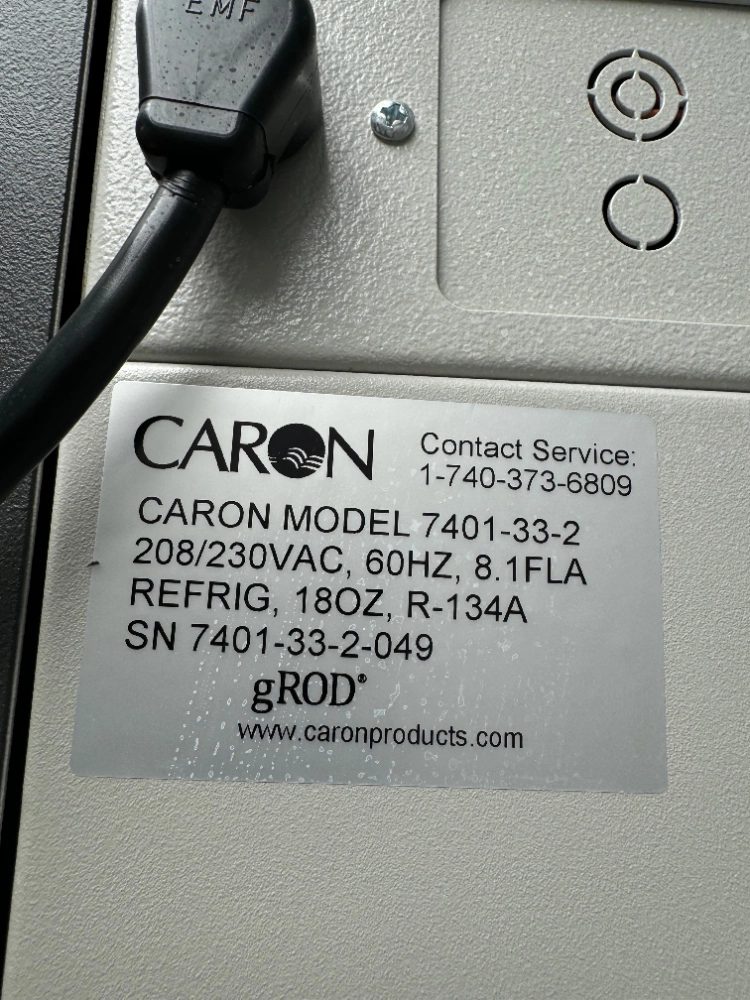 EMF
CARON
Contact Service:
1-740-373-6809
CARON MODEL 7401-33-2
208/230VAC, 60HZ, 8.1FLA
REFRIG, 18OZ, R-134A
SN 7401-33-2-049
gROD®
www.caronproducts.com